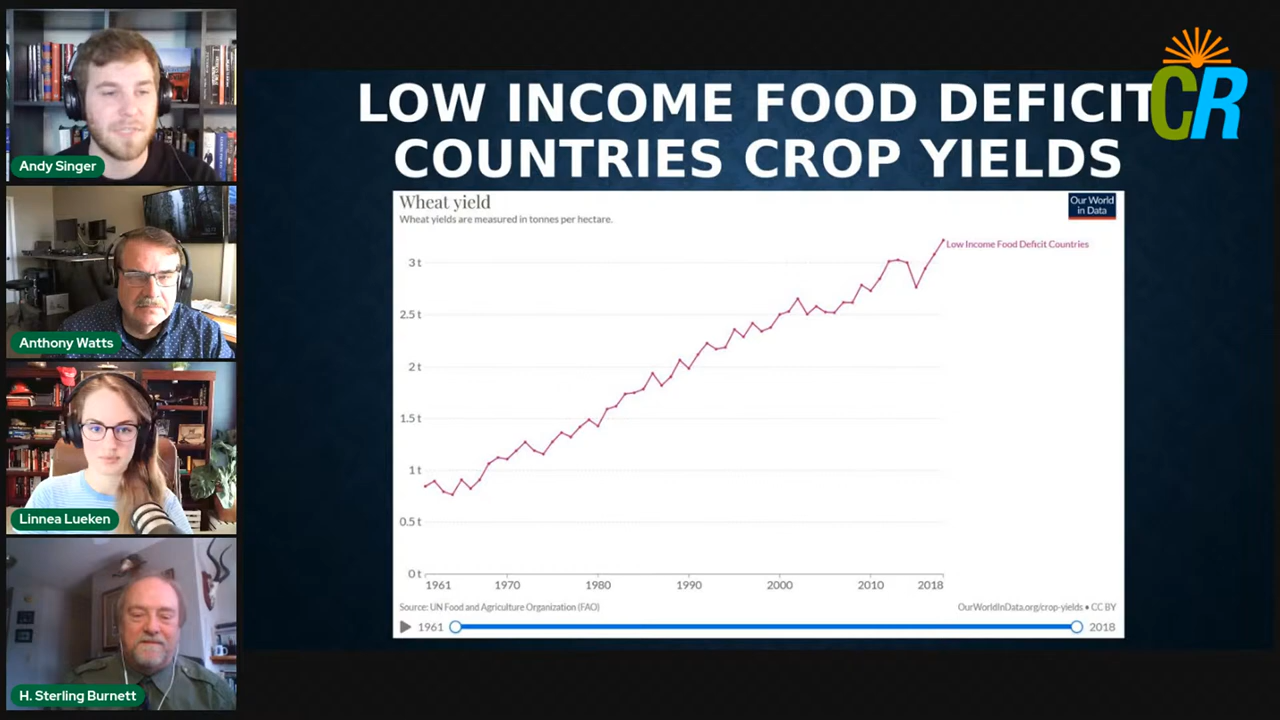 Andy Singer
Anthony Watts
Linnea Lueken
H. Sterling Burnett
CR
LOW INCOME FOOD DEFICIT
COUNTRIES CROP YIELDS
Wheat yield
Wheat yields are measured in tonnes per hectare.
Our World
in Data
Low Income Food Deficit Countries
3 t
2.5 t
2 t
1.5 t
1 t
0.5 t
0 t
1961 1970 1980 1990 2000 2010 2018
Source: UN Food and Agriculture Organization (FAO)
OurWorldInData.org/crop-yields • CC BY
1961 2018